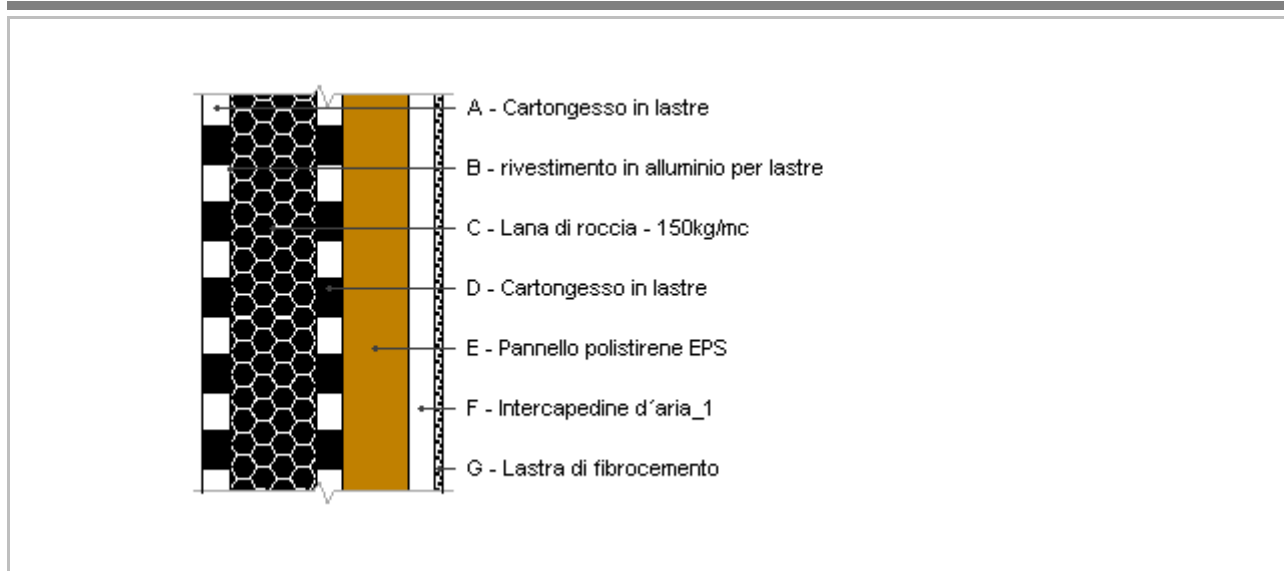 A - Cartongesso in lastre
B - rivestimento in alluminio per lastre
C - Lana di roccia - 150kg/mc
D - Cartongesso in lastre
E - Pannello polistirene EPS
F - Intercapedine d´aria_1
G - Lastra di fibrocemento